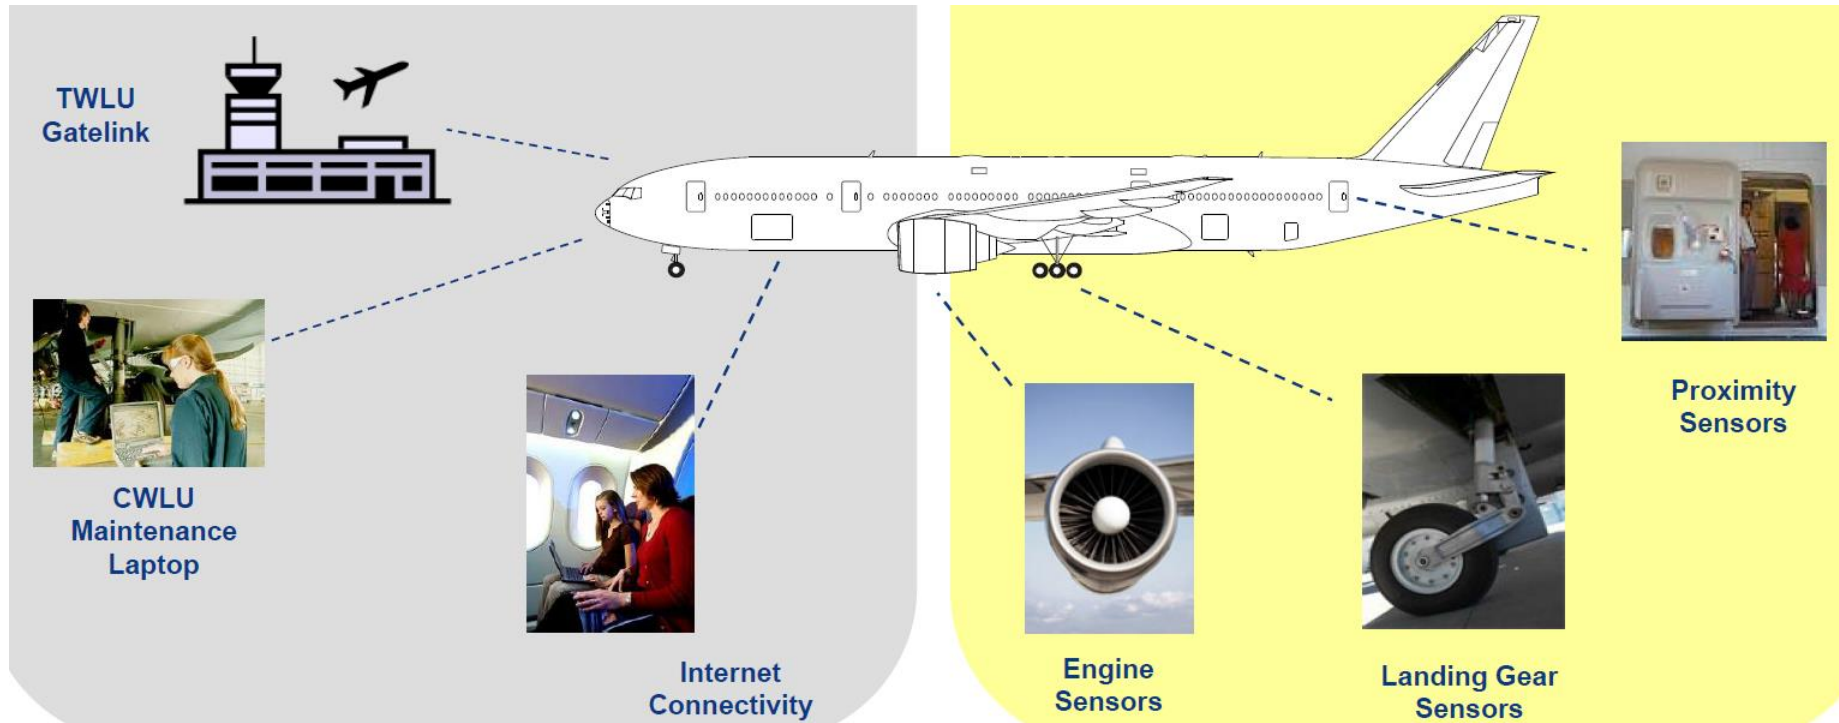 TWLU
Gatelink
CWLU
Maintenance
Laptop
Internet
Connectivity
Engine
Sensors
Landing Gear
Sensors
Proximity
Sensors